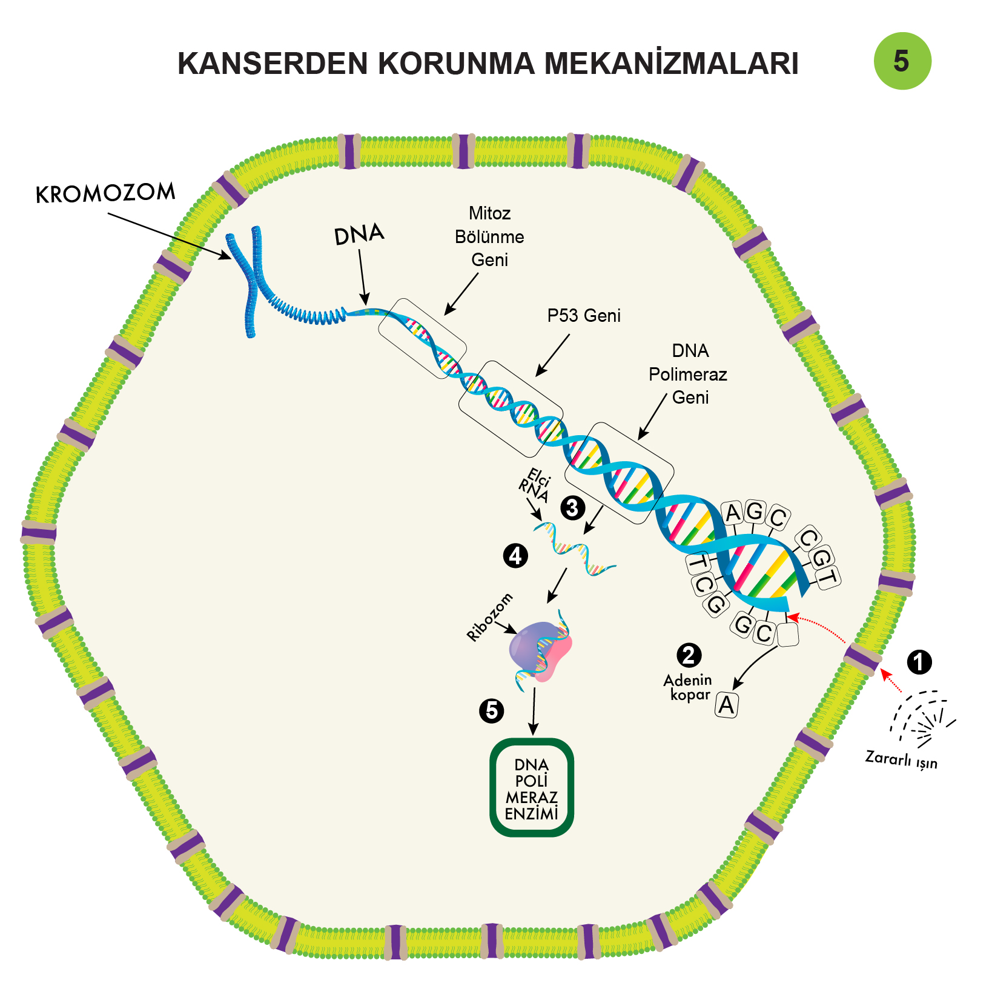 KANSERDEN KORUNMA MEKANİZMALARI
5
KROMOZOM
DNA
Mitoz
Bölünme
Geni
P53 Geni
DNA
Polimeraz
Geni
Elçi
RNA
3
4
A G C
C G T
T C G
G C
Ribozom
2
Adenin
kopar
A
1
Zararlı ışın
5
DNA
POLİ
MERAZ
ENZİMİ